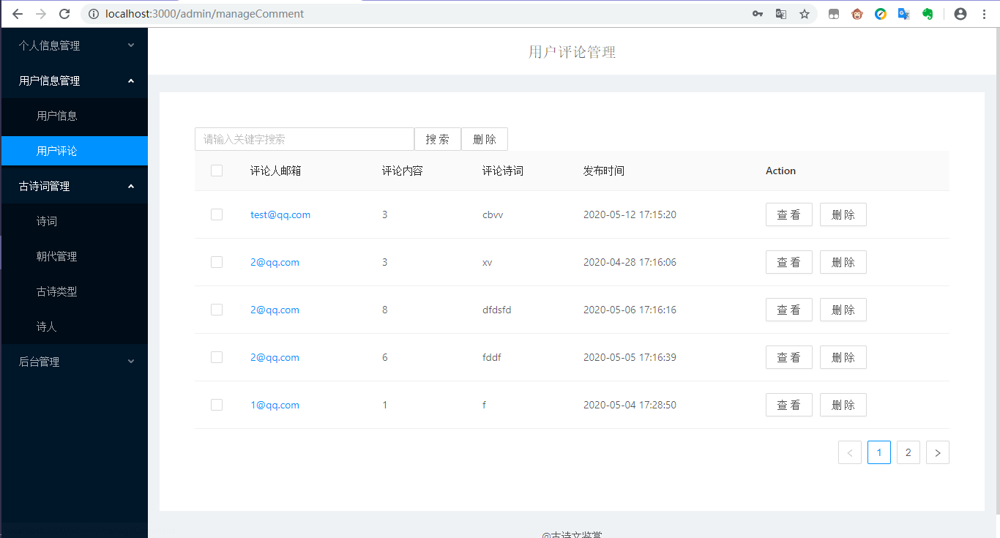 localhost:3000/admin/manageComment
个人信息管理
用户信息管理
用户信息
用户评论
古诗词管理
诗词
朝代管理
古诗类型
诗人
后台管理
用户评论管理
请输入关键字搜索 搜 索 删 除
评论人邮箱 评论内容 评论诗词 发布时间 Action
test@qq.com 3 cbvv 2020-05-12 17:15:20 查 看 删 除
2@qq.com 3 xv 2020-04-28 17:16:06 查 看 删 除
2@qq.com 8 dfdsfd 2020-05-06 17:16:16 查 看 删 除
2@qq.com 6 fddf 2020-05-05 17:16:39 查 看 删 除
1@qq.com 1 f 2020-05-04 17:28:50 查 看 删 除
< 1 2 >
@古诗文鉴赏